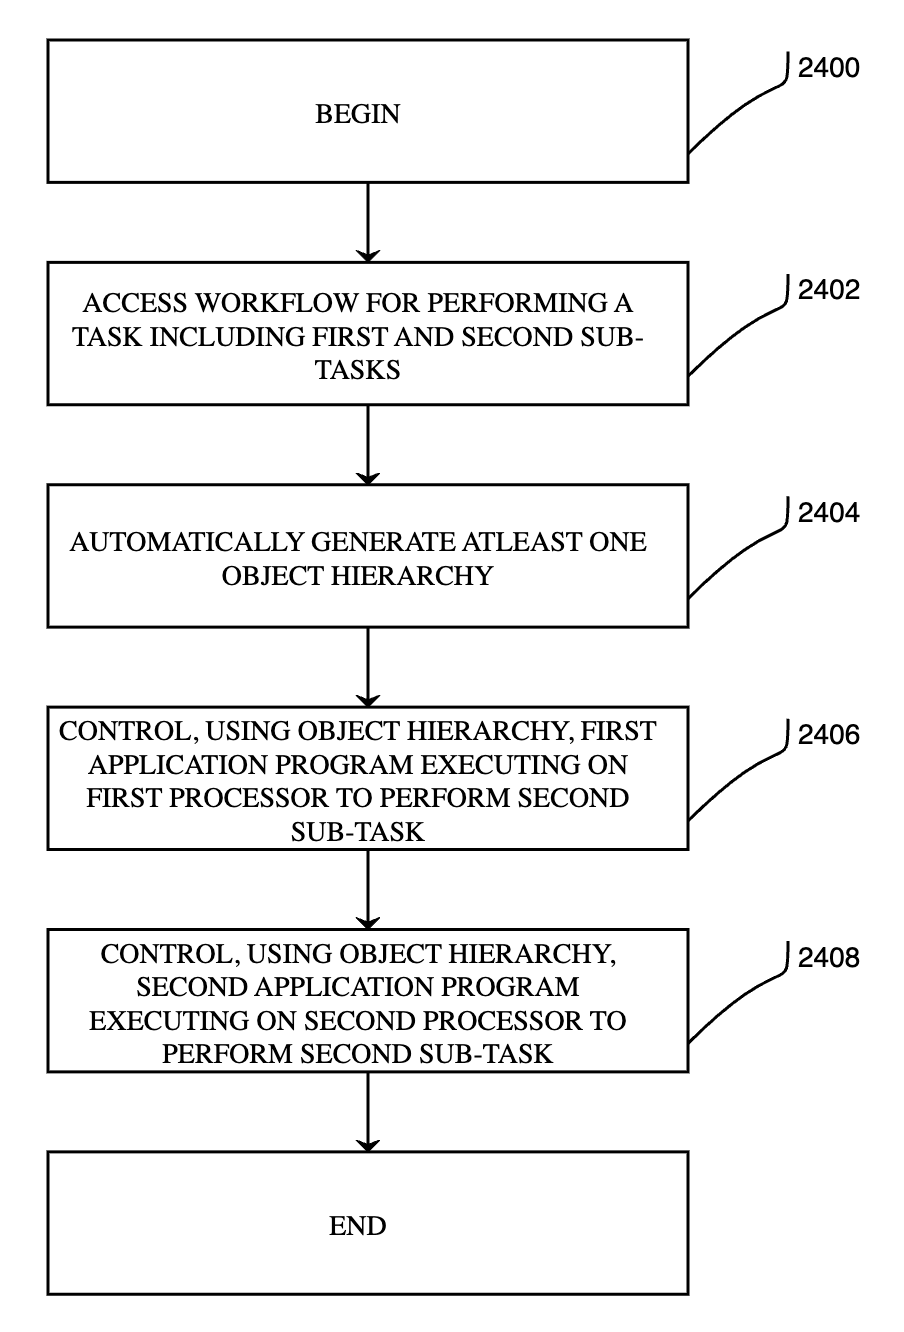 BEGIN
2400
ACCESS WORKFLOW FOR PERFORMING A
TASK INCLUDING FIRST AND SECOND SUB-
TASKS
2402
AUTOMATICALLY GENERATE ATLEAST ONE
OBJECT HIERARCHY
2404
CONTROL, USING OBJECT HIERARCHY, FIRST
APPLICATION PROGRAM EXECUTING ON
FIRST PROCESSOR TO PERFORM SECOND
SUB-TASK
2406
CONTROL, USING OBJECT HIERARCHY,
SECOND APPLICATION PROGRAM
EXECUTING ON SECOND PROCESSOR TO
PERFORM SECOND SUB-TASK
2408
END